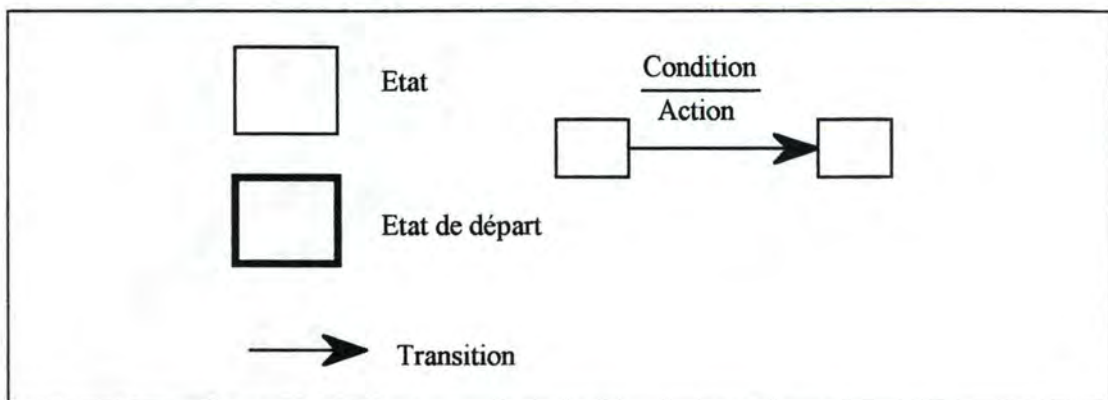 Etat
Condition
Action
Etat de départ
Transition